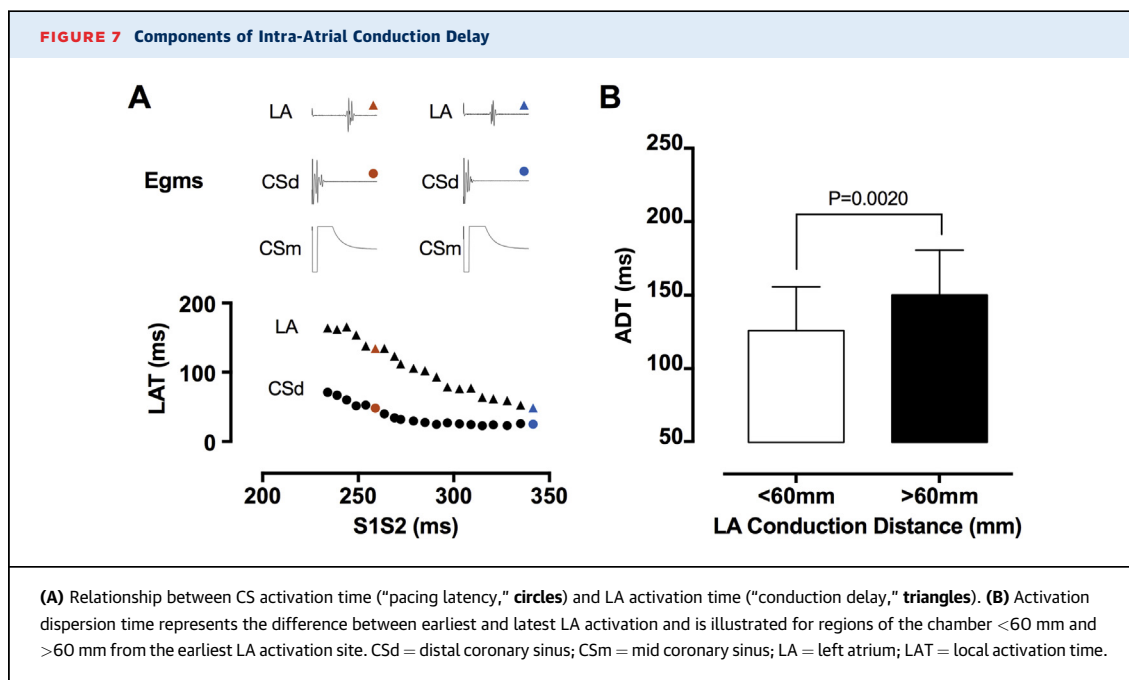 FIGURE 7 Components of Intra-Atrial Conduction Delay
A
B
LA
LA
Egms
CSd
CSd
CSm
CSm
200
LA
LAT (ms)
100
CSd
0
200
250
300
350
S1S2 (ms)
250
200
P=0.0020
ADT (ms)
150
100
50
<60mm
>60mm
LA Conduction Distance (mm)
(A) Relationship between CS activation time (“pacing latency,” circles) and LA activation time (“conduction delay,” triangles). (B) Activation
dispersion time represents the difference between earliest and latest LA activation and is illustrated for regions of the chamber <60 mm and
>60 mm from the earliest LA activation site. CSd = distal coronary sinus; CSm = mid coronary sinus; LA = left atrium; LAT = local activation time.